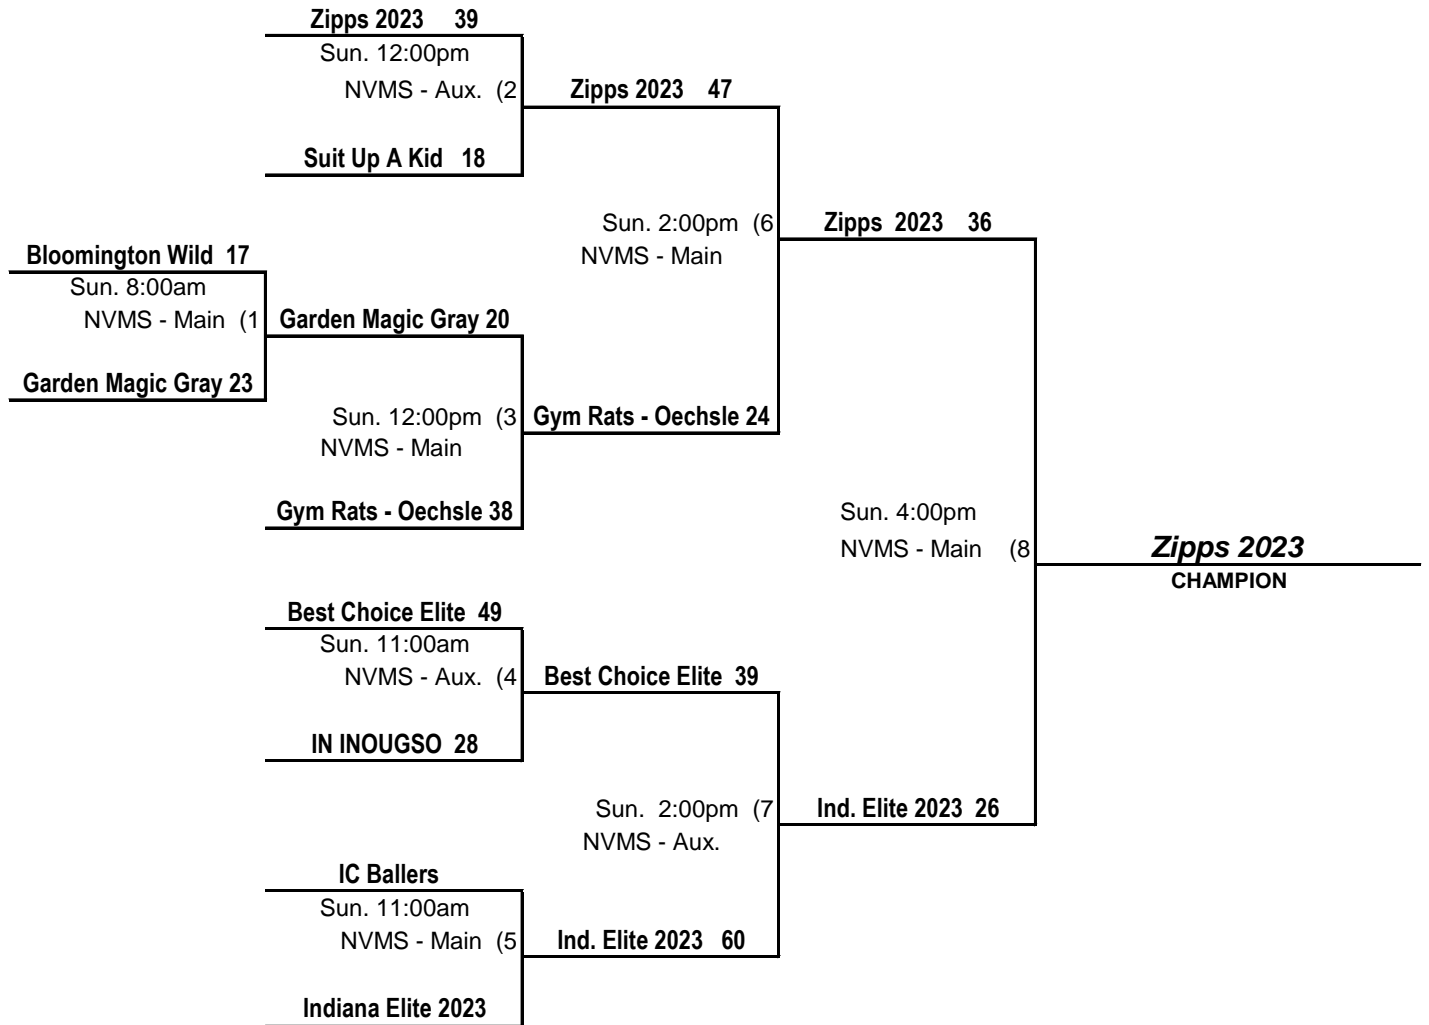 Zipps 2023 39
Sun. 12:00pm
NVMS - Aux. (2
Zipps 2023 47
Suit Up A Kid 18
Sun. 2:00pm (6
Zipps 2023 36
NVMS - Main
Bloomington Wild 17
Sun. 8:00am
NVMS - Main (1
Garden Magic Gray 20
Garden Magic Gray 23
Sun. 12:00pm (3
Gym Rats - Oechsle 24
NVMS - Main
Gym Rats - Oechsle 38
Sun. 4:00pm
NVMS - Main (8
Zipps 2023
CHAMPION
Best Choice Elite 49
Sun. 11:00am
NVMS - Aux. (4
Best Choice Elite 39
IN INOUGSO 28
Sun. 2:00pm (7
Ind. Elite 2023 26
NVMS - Aux.
IC Ballers
Sun. 11:00am
NVMS - Main (5
Ind. Elite 2023 60
Indiana Elite 2023